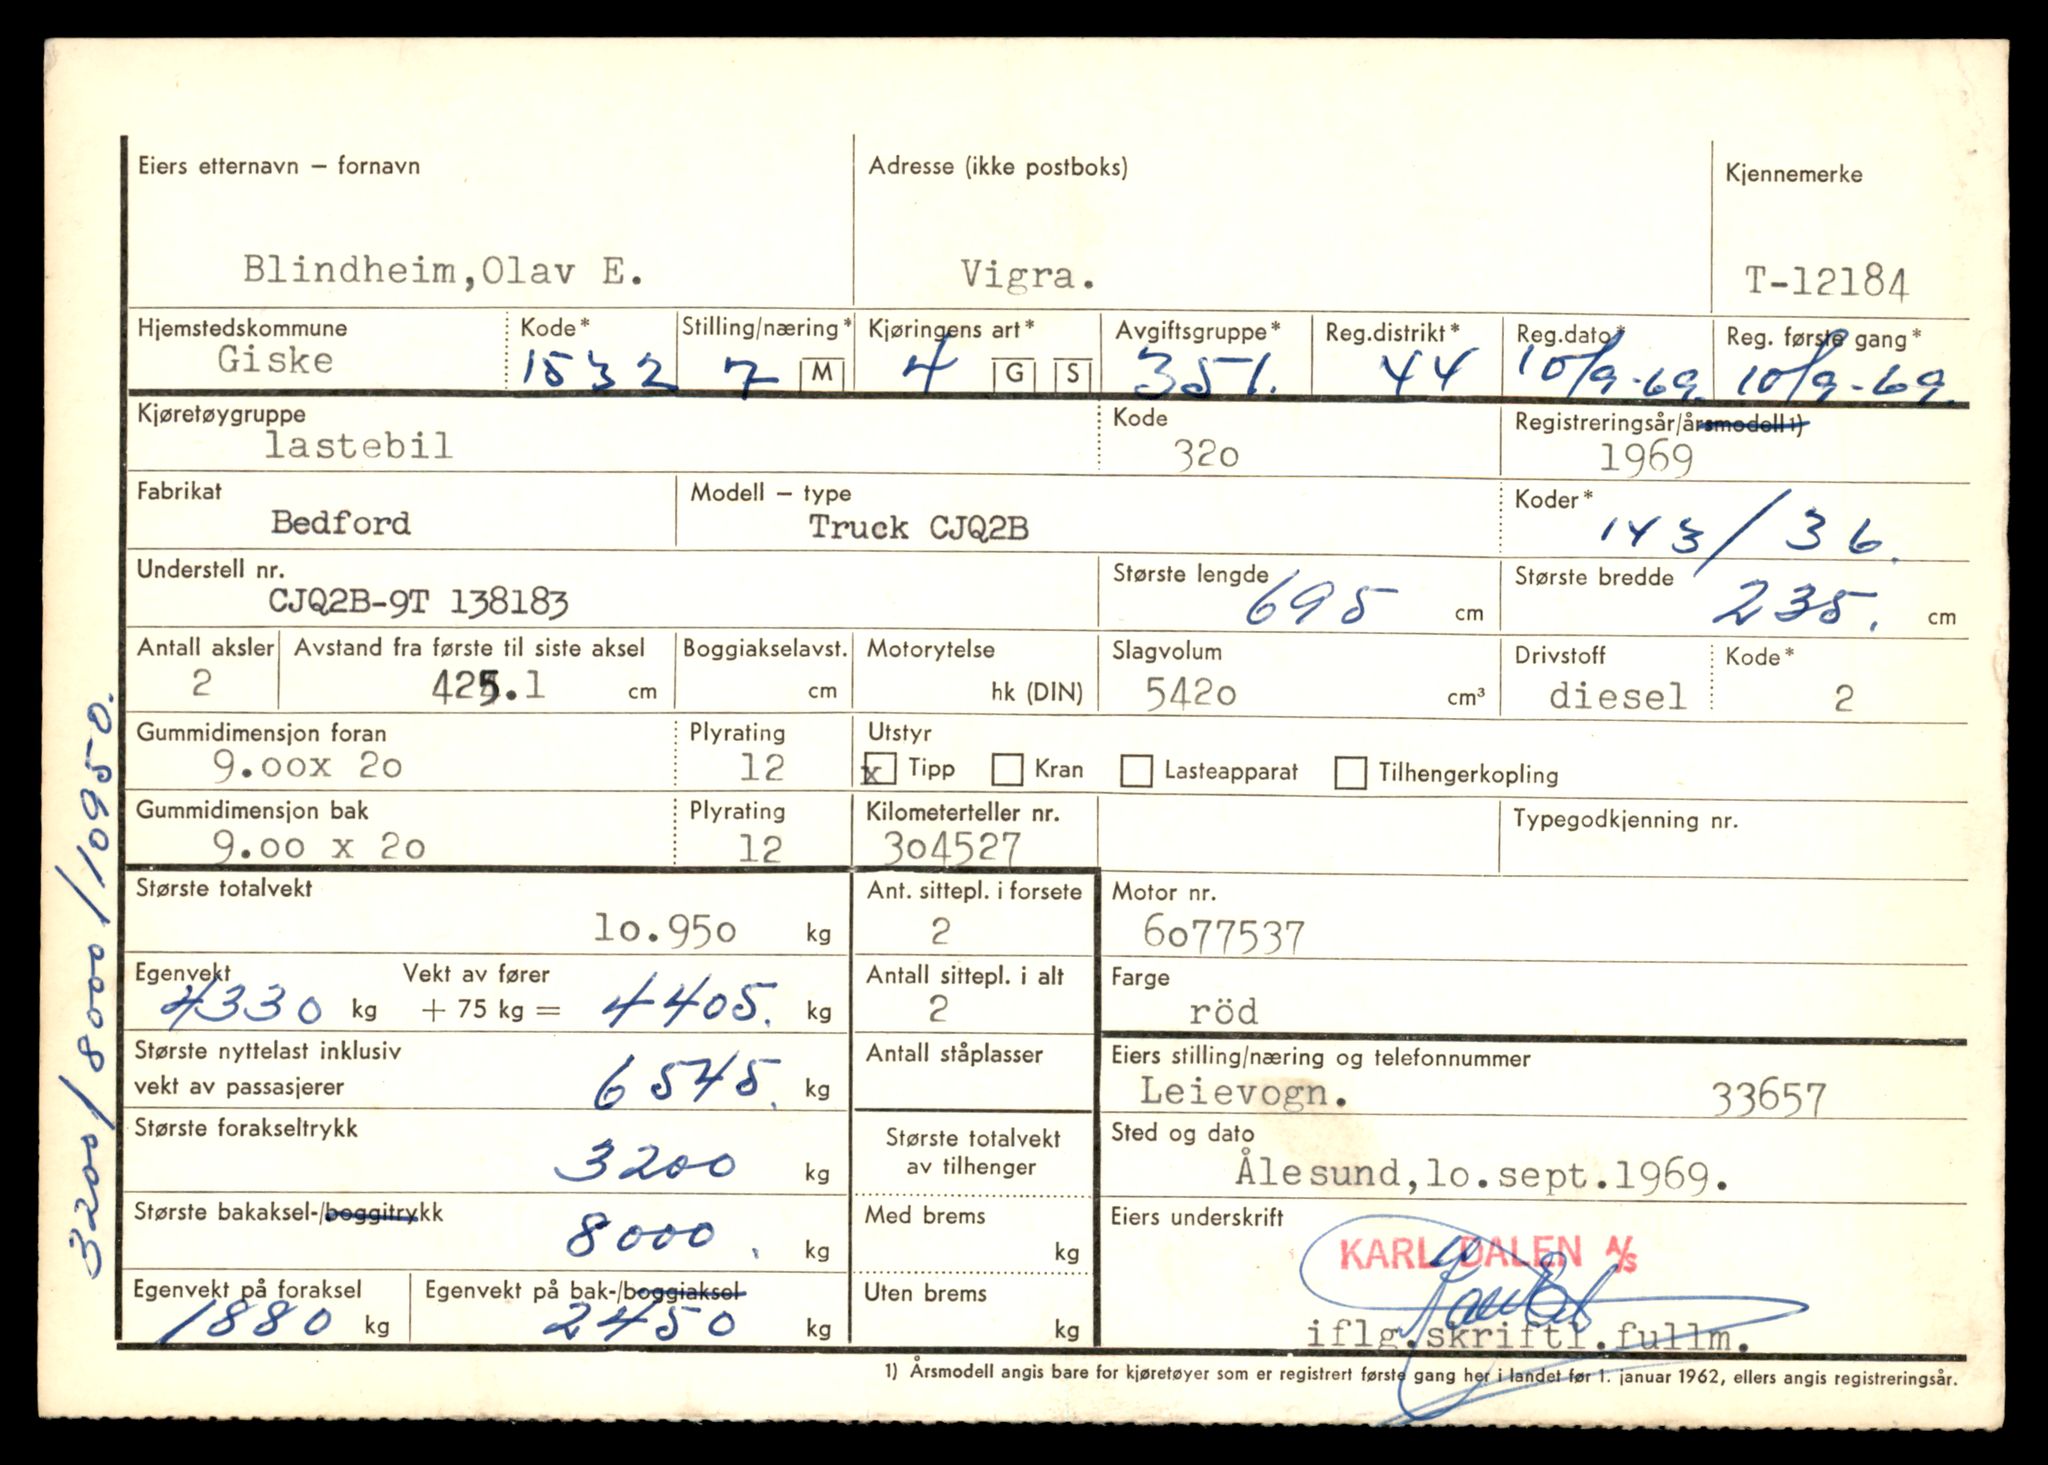 Eiers etternavn – fornavn Adresse (ikke postboks) Kjennemerke
Blindheim,Olav E. Vigra. T-12184
Hjemstedskommune Kode* Stilling/næring* Kjøringens art* Avgiftsgruppe* Reg.distrikt* Reg.dato* Reg. første gang*
Giske 1532 7 M 4 G S 351. 44 10/9-69. 10/9-69.
Kjøretøygruppe Kode Registreringsår/årsmodell 1)
lastebil 320 1969
Fabrikat Modell – type Koder*
Bedford Truck CJQ2B 143/36.
Understell nr. Største lengde Største bredde
CJQ2B-9T 138183 695 cm 235. cm
Antall aksler Avstand fra første til siste aksel Boggiakselavst. Motorytelse Slagvolum Drivstoff Kode*
2 425.1 cm cm hk (DIN) 5420 cm³ diesel 2
Gummidimensjon foran Plyrating Utstyr
9.00x 20 12 x Tipp Kran Lasteapparat Tilhengerkopling
Gummidimensjon bak Plyrating Kilometerteller nr. Typegodkjenning nr.
9.00 x 20 12 304527
Største totalvekt Ant. sittepl. i forsete Motor nr.
10.950 kg 2 6077537
Egenvekt Vekt av fører Antall sittepl. i alt Farge
4330 kg + 75 kg = 4405. kg 2 röd
Største nyttelast inklusiv Antall ståplasser Eiers stilling/næring og telefonnummer
vekt av passasjerer 6545. kg Leievogn. 33657
Største forakseltrykk Største totalvekt Sted og dato
3200 kg av tilhenger Ålesund,10.sept.1969.
Største bakaksel-/boggitrykk Med brems Eiers underskrift
8000. kg kg KARL DALEN A/S
Egenvekt på foraksel Egenvekt på bak-/boggiaksel Uten brems
1880 kg 2450 kg kg iflg.skriftl.fullm.
1) Årsmodell angis bare for kjøretøyer som er registrert første gang her i landet før 1. januar 1962, ellers angis registreringsår.
3200/8000/10950.